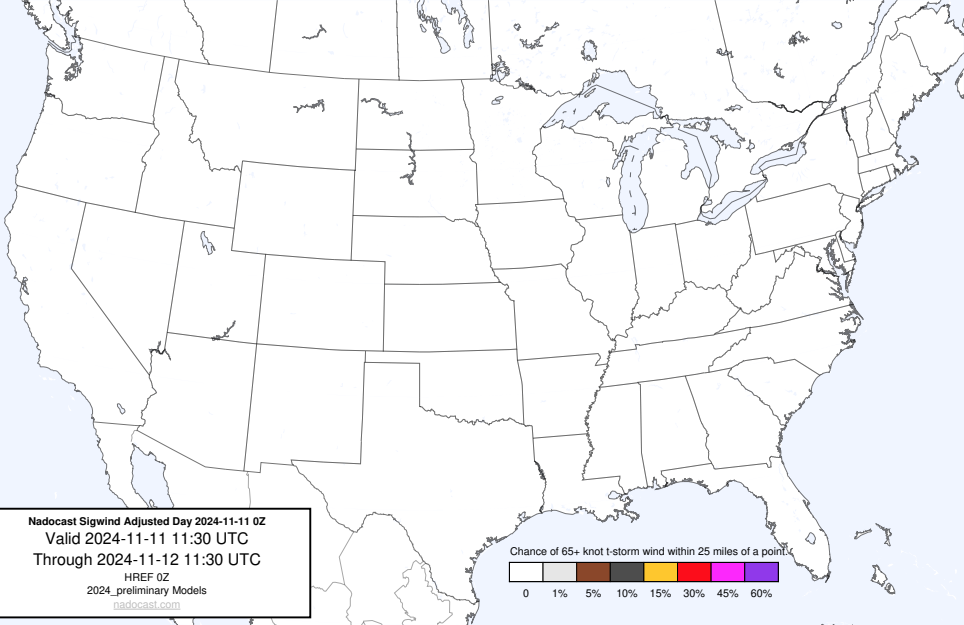 Nadocast Sigwind Adjusted Day 2024-11-11 0Z
Valid 2024-11-11 11:30 UTC
Through 2024-11-12 11:30 UTC
HREF 0Z
2024_preliminary Models
nadocast.com
Chance of 65+ knot t-storm wind within 25 miles of a point.
0 1% 5% 10% 15% 30% 45% 60%